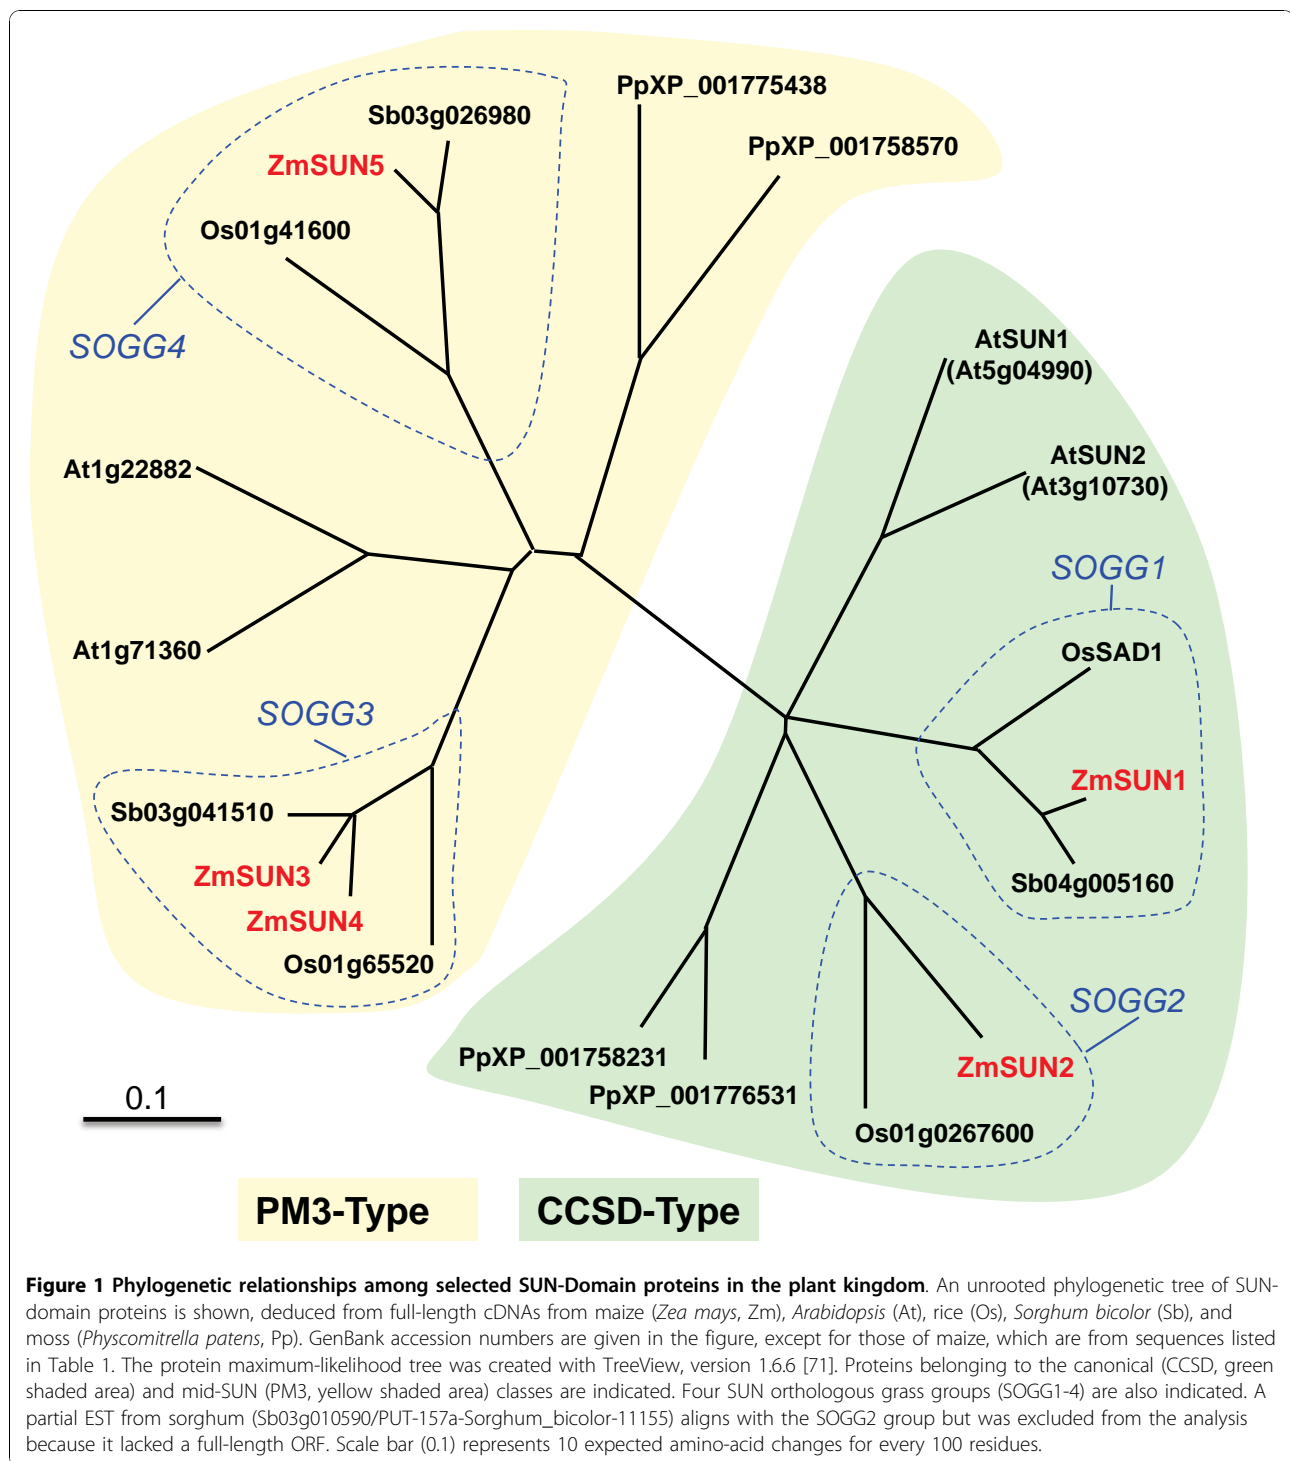 PpXP_001775438
Sb03g026980
PpXP_001758570
ZmSUN5
Os01g41600
SOGG4
AtSUN1
(At5g04990)
At1g22882
AtSUN2
(At3g10730)
SOGG1
At1g71360
OsSAD1
SOGG3
ZmSUN1
Sb03g041510
ZmSUN3
Sb04g005160
ZmSUN4
Os01g65520
SOGG2
PpXP_001758231
ZmSUN2
PpXP_001776531
0.1
Os01g0267600
PM3-Type
CCSD-Type
Figure 1 Phylogenetic relationships among selected SUN-Domain proteins in the plant kingdom. An unrooted phylogenetic tree of SUN-
domain proteins is shown, deduced from full-length cDNAs from maize (Zea mays, Zm), Arabidopsis (At), rice (Os), Sorghum bicolor (Sb), and
moss (Physcomitrella patens, Pp). GenBank accession numbers are given in the figure, except for those of maize, which are from sequences listed
in Table 1. The protein maximum-likelihood tree was created with TreeView, version 1.6.6 [71]. Proteins belonging to the canonical (CCSD, green
shaded area) and mid-SUN (PM3, yellow shaded area) classes are indicated. Four SUN orthologous grass groups (SOGG1-4) are also indicated. A
partial EST from sorghum (Sb03g010590/PUT-157a-Sorghum_bicolor-11155) aligns with the SOGG2 group but was excluded from the analysis
because it lacked a full-length ORF. Scale bar (0.1) represents 10 expected amino-acid changes for every 100 residues.